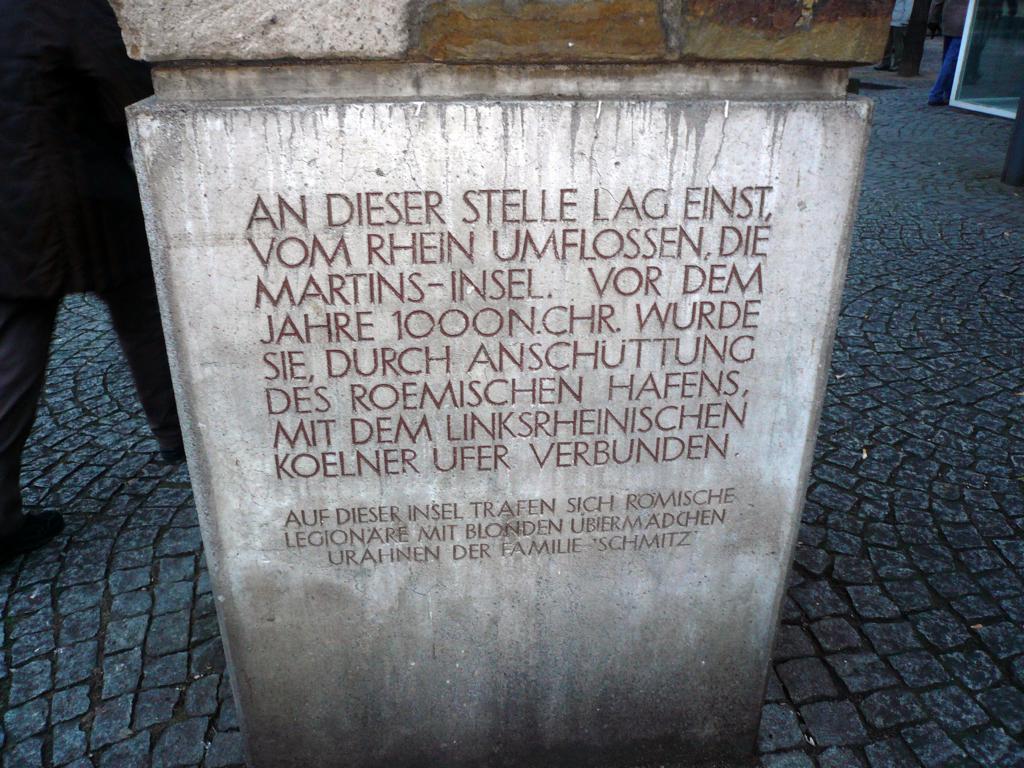 AN DIESER STELLE LAG EINST,
VOM RHEIN UMFLOSSEN, DIE
MARTINS-INSEL. VOR DEM
JAHRE 1000 N.CHR. WURDE
SIE, DURCH ANSCHÜTTUNG
DES ROEMISCHEN HAFENS,
MIT DEM LINKSRHEINISCHEN
KOELNER UFER VERBUNDEN.
AUF DIESER INSEL TRAFEN SICH RÖMISCHE
LEGIONÄRE MIT BLONDEN UBIERMÄDCHEN
URAHNEN DER FAMILIE "SCHMITZ"